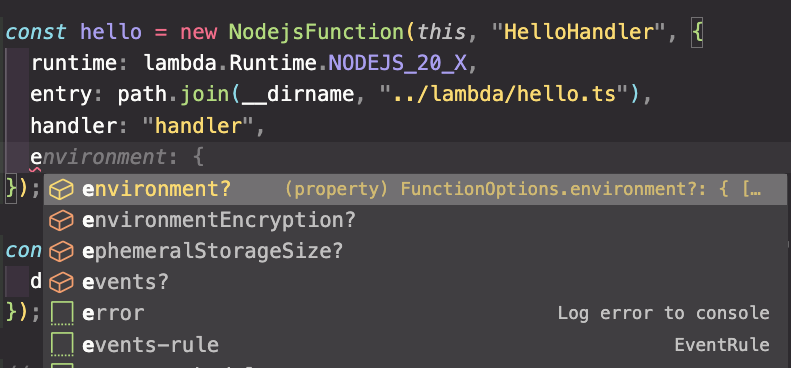 const hello = new NodejsFunction(this, "HelloHandler", {
runtime: lambda.Runtime.NODEJS_20_X,
entry: path.join(__dirname, "../lambda/hello.ts"),
handler: "handler",
environment: {
}); environment? (property) FunctionOptions.environment?: { […
environmentEncryption?
con ephemeralStorageSize?
d events?
}); error Log error to console
events-rule EventRule